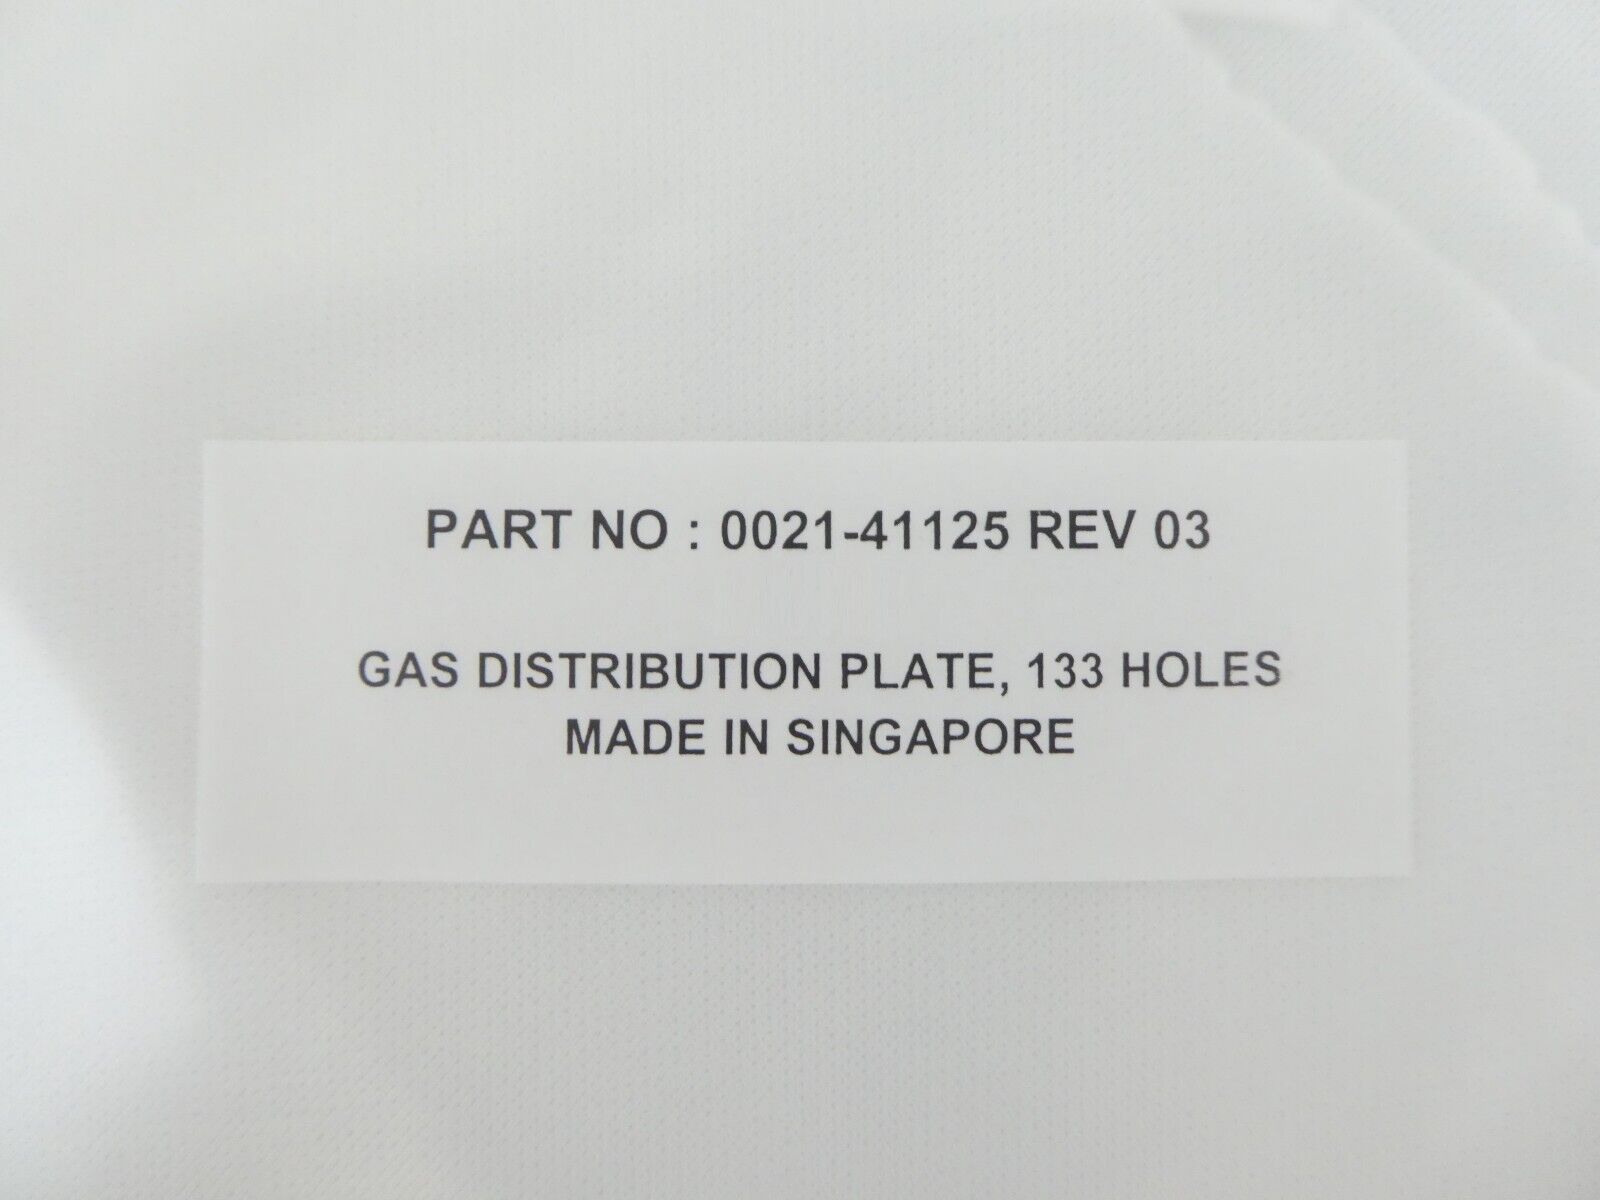 PART NO : 0021-41125 REV 03
GAS DISTRIBUTION PLATE, 133 HOLES
MADE IN SINGAPORE